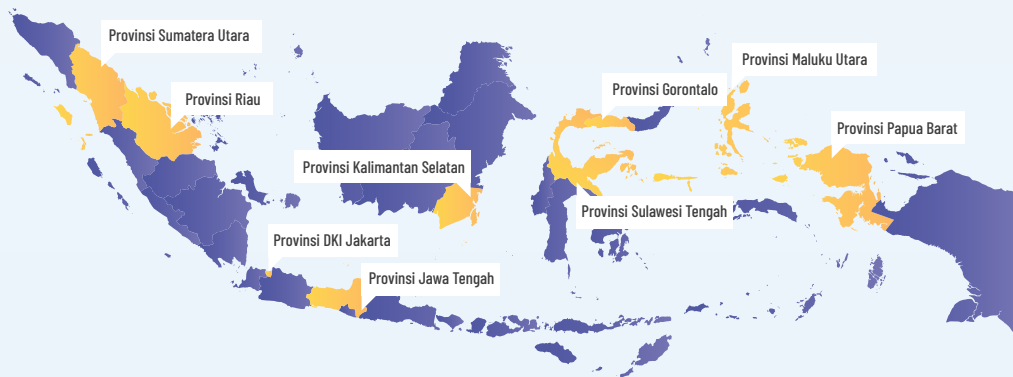 Provinsi Sumatera Utara
Provinsi Maluku Utara
Provinsi Gorontalo
Provinsi Riau
Provinsi Papua Barat
Provinsi Kalimantan Selatan
Provinsi Sulawesi Tengah
Provinsi DKI Jakarta
Provinsi Jawa Tengah